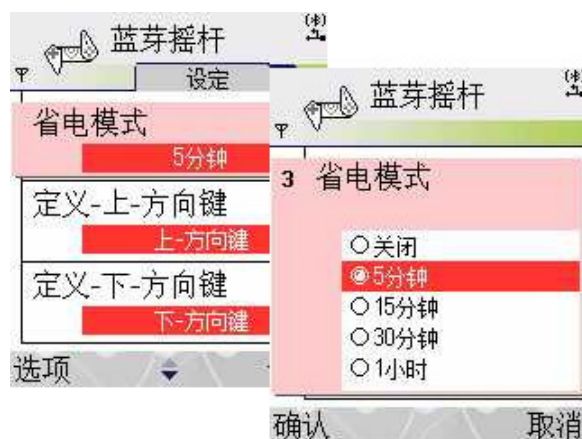 蓝芽摇杆
设定
省电模式
5分钟
定义-上-方向键
上-方向键
定义-下-方向键
下-方向键
选项
蓝芽摇杆
3 省电模式
关闭
5分钟
15分钟
30分钟
1小时
确认 取消